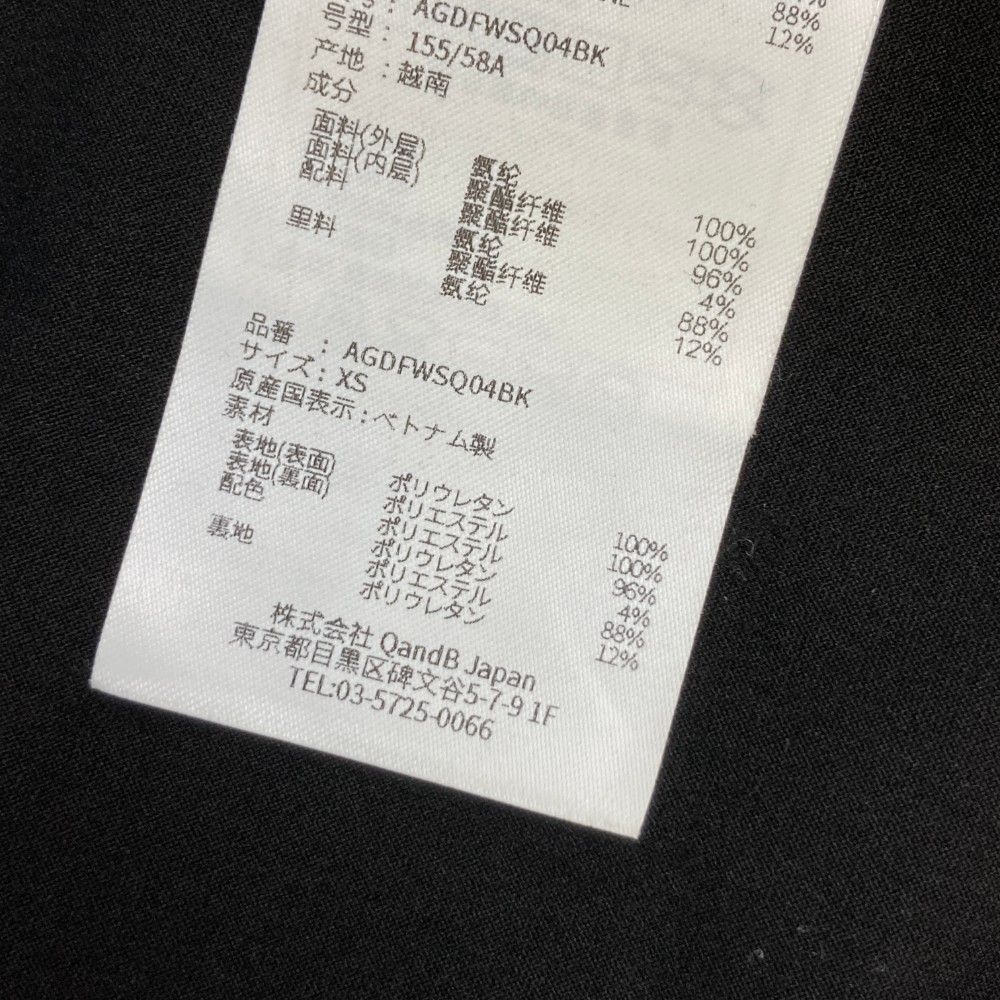 88%
12%
AGDFWSQ04BK
号型 : 155/58A
产地 : 越南
成分
面料(外层) 氨纶 100%
面料(内层) 聚酯纤维 100%
配料 聚酯纤维 96%
氨纶 4%
里料 聚酯纤维 88%
氨纶 12%
品番 : AGDFWSQ04BK
サイズ : XS
原産国表示 : ベトナム製
素材
表地(表面) ポリウレタン 100%
表地(裏面) ポリエステル 100%
配色 ポリエステル 96%
ポリウレタン 4%
裏地 ポリエステル 88%
ポリウレタン 12%
株式会社 QandB Japan
東京都目黒区碑文谷5-7-9 1F
TEL:03-5725-0066